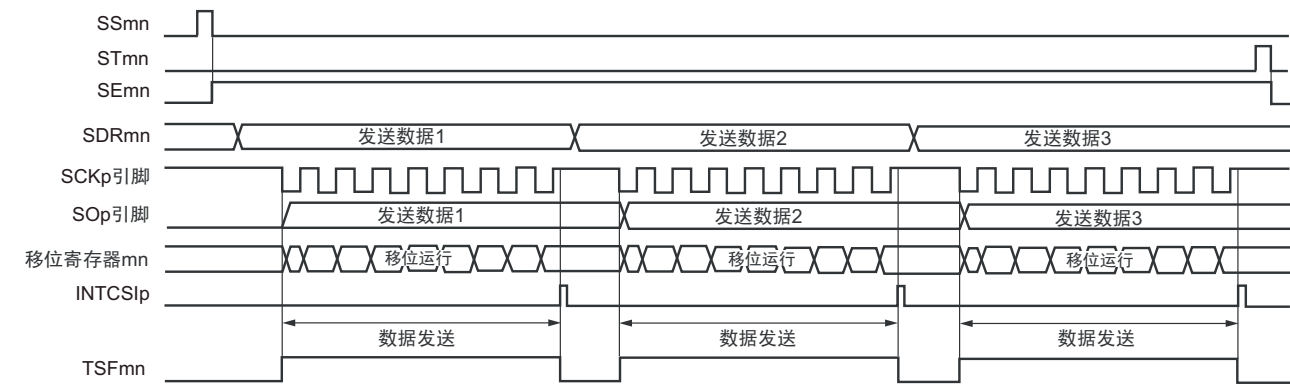 SSmn
STmn
SEmn
SDRmn 发送数据1 发送数据2 发送数据3
SCKp引脚
SOp引脚 发送数据1 发送数据2 发送数据3
移位寄存器mn 移位运行 移位运行 移位运行
INTCSIp
数据发送 数据发送 数据发送
TSFmn